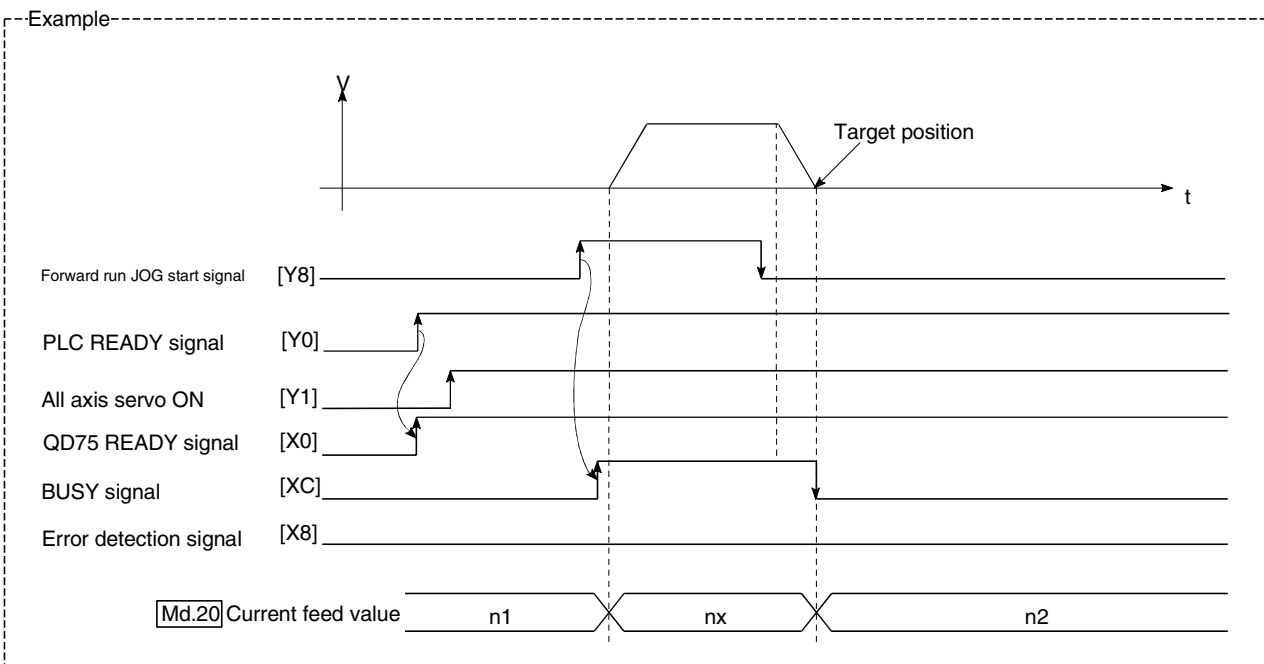 Example
V
Target position
t
Forward run JOG start signal [Y8]
PLC READY signal [Y0]
All axis servo ON [Y1]
QD75 READY signal [X0]
BUSY signal [XC]
Error detection signal [X8]
Md.20 Current feed value n1 nx n2